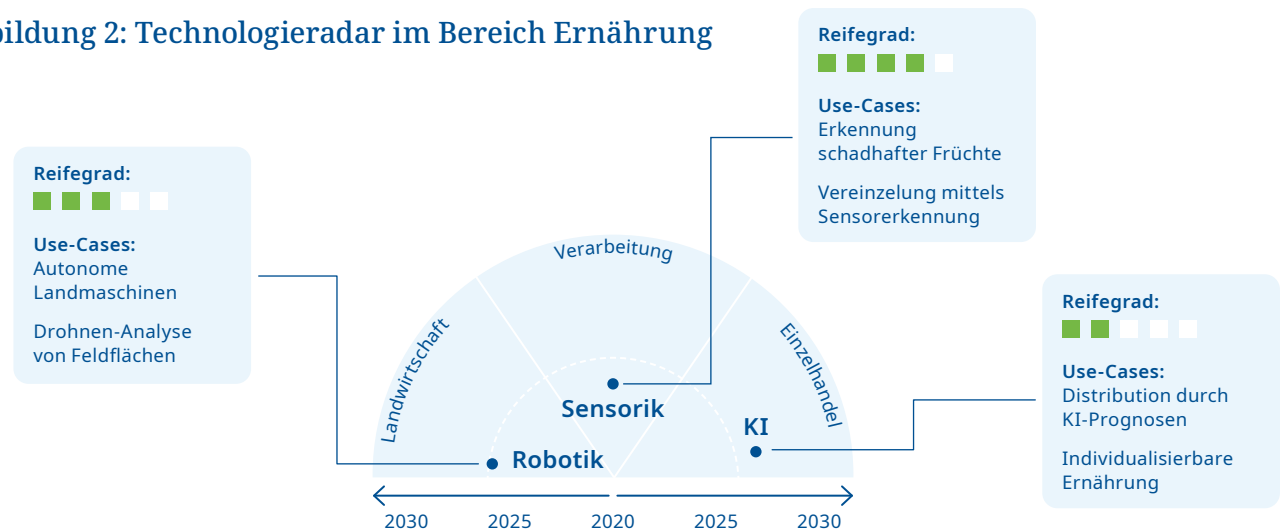 bildung 2: Technologieradar im Bereich Ernährung
Reifegrad:
Use-Cases:
Erkennung
schadhafter Früchte
Vereinzelung mittels
Sensorerkennung
Reifegrad:
Use-Cases:
Autonome
Landmaschinen
Drohnen-Analyse
von Feldflächen
Reifegrad:
Use-Cases:
Distribution durch
KI-Prognosen
Individualisierbare
Ernährung
Verarbeitung
Landwirtschaft
Einzelhandel
Sensorik
KI
Robotik
2030 2025 2020 2025 2030